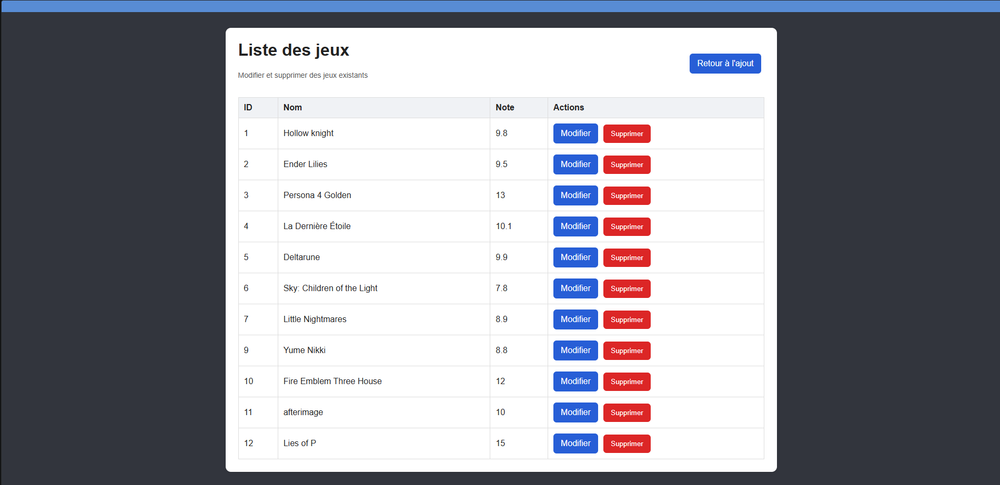 Liste des jeux
Retour à l'ajout
Modifier et supprimer des jeux existants
ID Nom Note Actions
1 Hollow knight 9.8 Modifier Supprimer
2 Ender Lilies 9.5 Modifier Supprimer
3 Persona 4 Golden 13 Modifier Supprimer
4 La Dernière Étoile 10.1 Modifier Supprimer
5 Deltarune 9.9 Modifier Supprimer
6 Sky: Children of the Light 7.8 Modifier Supprimer
7 Little Nightmares 8.9 Modifier Supprimer
9 Yume Nikki 8.8 Modifier Supprimer
10 Fire Emblem Three House 12 Modifier Supprimer
11 afterimage 10 Modifier Supprimer
12 Lies of P 15 Modifier Supprimer